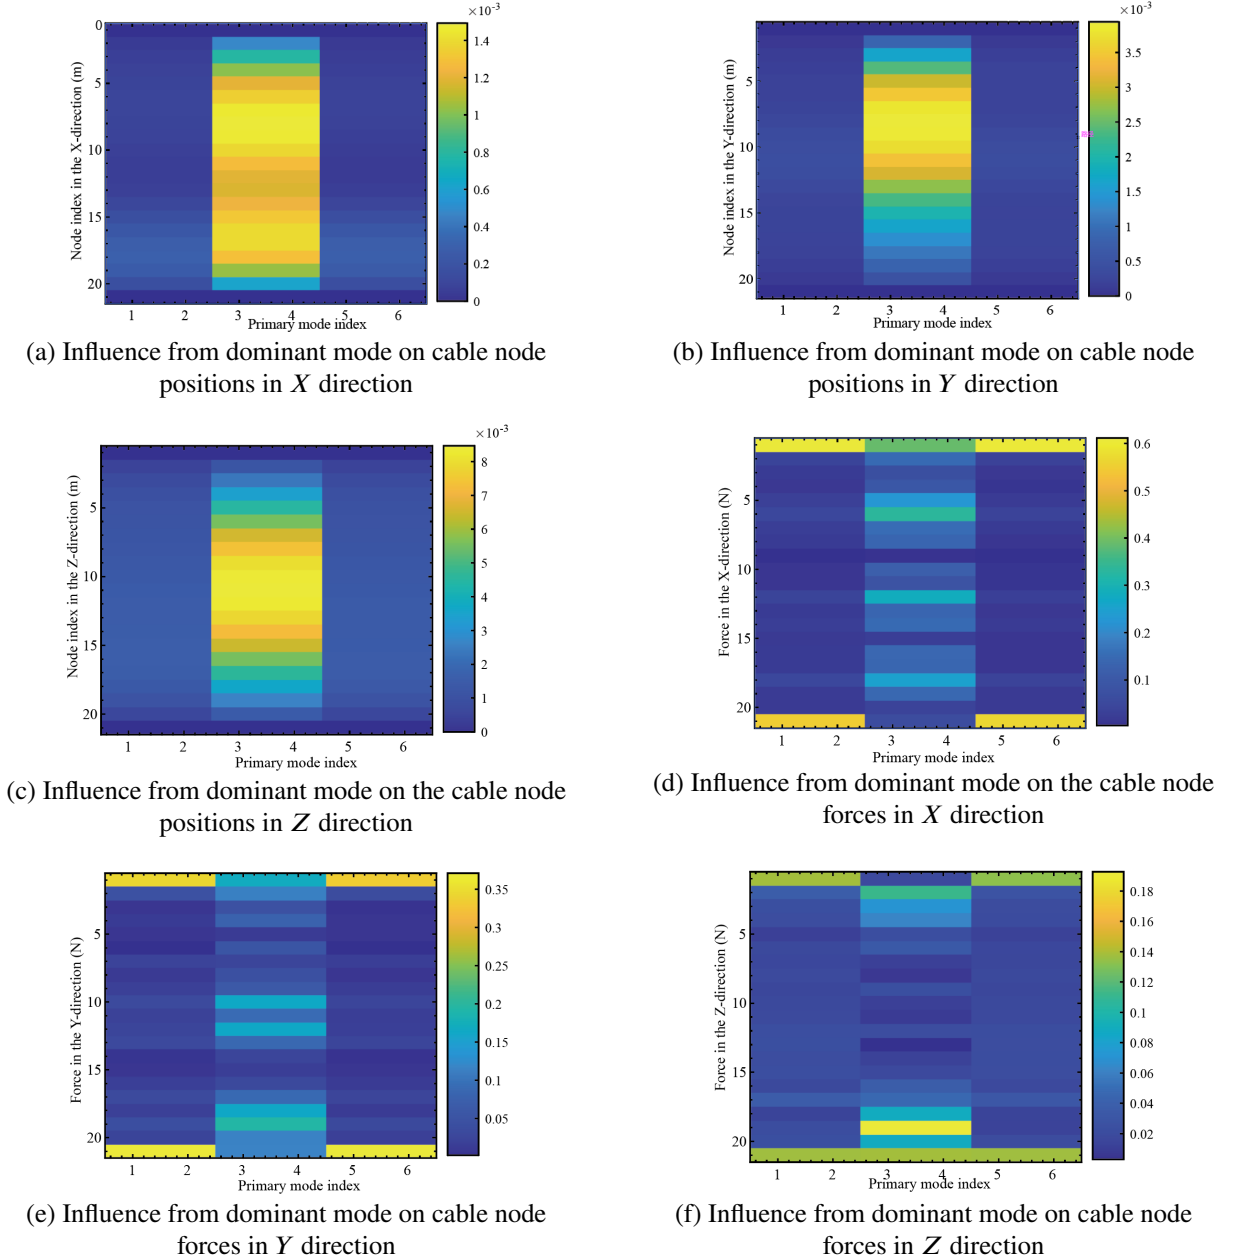 ×10⁻³
0
5
10
15
20
Node index in the X-direction (m)
1 2 3 4 5 6
Primary mode index
1.4
1.2
1
0.8
0.6
0.4
0.2
0
(a) Influence from dominant mode on cable node
positions in X direction
×10⁻³
5
10
15
20
Node index in the Y-direction (m)
1 2 3 4 5 6
Primary mode index
3.5
3
2.5
2
1.5
1
0.5
0
(b) Influence from dominant mode on cable node
positions in Y direction
×10⁻³
5
10
15
20
Node index in the Z-direction (m)
1 2 3 4 5 6
Primary mode index
8
7
6
5
4
3
2
1
0
(c) Influence from dominant mode on the cable node
positions in Z direction
5
10
15
20
Force in the X-direction (N)
1 2 3 4 5 6
Primary mode index
0.6
0.5
0.4
0.3
0.2
0.1
(d) Influence from dominant mode on the cable node
forces in X direction
5
10
15
20
Force in the Y-direction (N)
1 2 3 4 5 6
Primary mode index
0.35
0.3
0.25
0.2
0.15
0.1
0.05
(e) Influence from dominant mode on cable node
forces in Y direction
5
10
15
20
Force in the Z-direction (N)
1 2 3 4 5 6
Primary mode index
0.18
0.16
0.14
0.12
0.1
0.08
0.06
0.04
0.02
(f) Influence from dominant mode on cable node
forces in Z direction